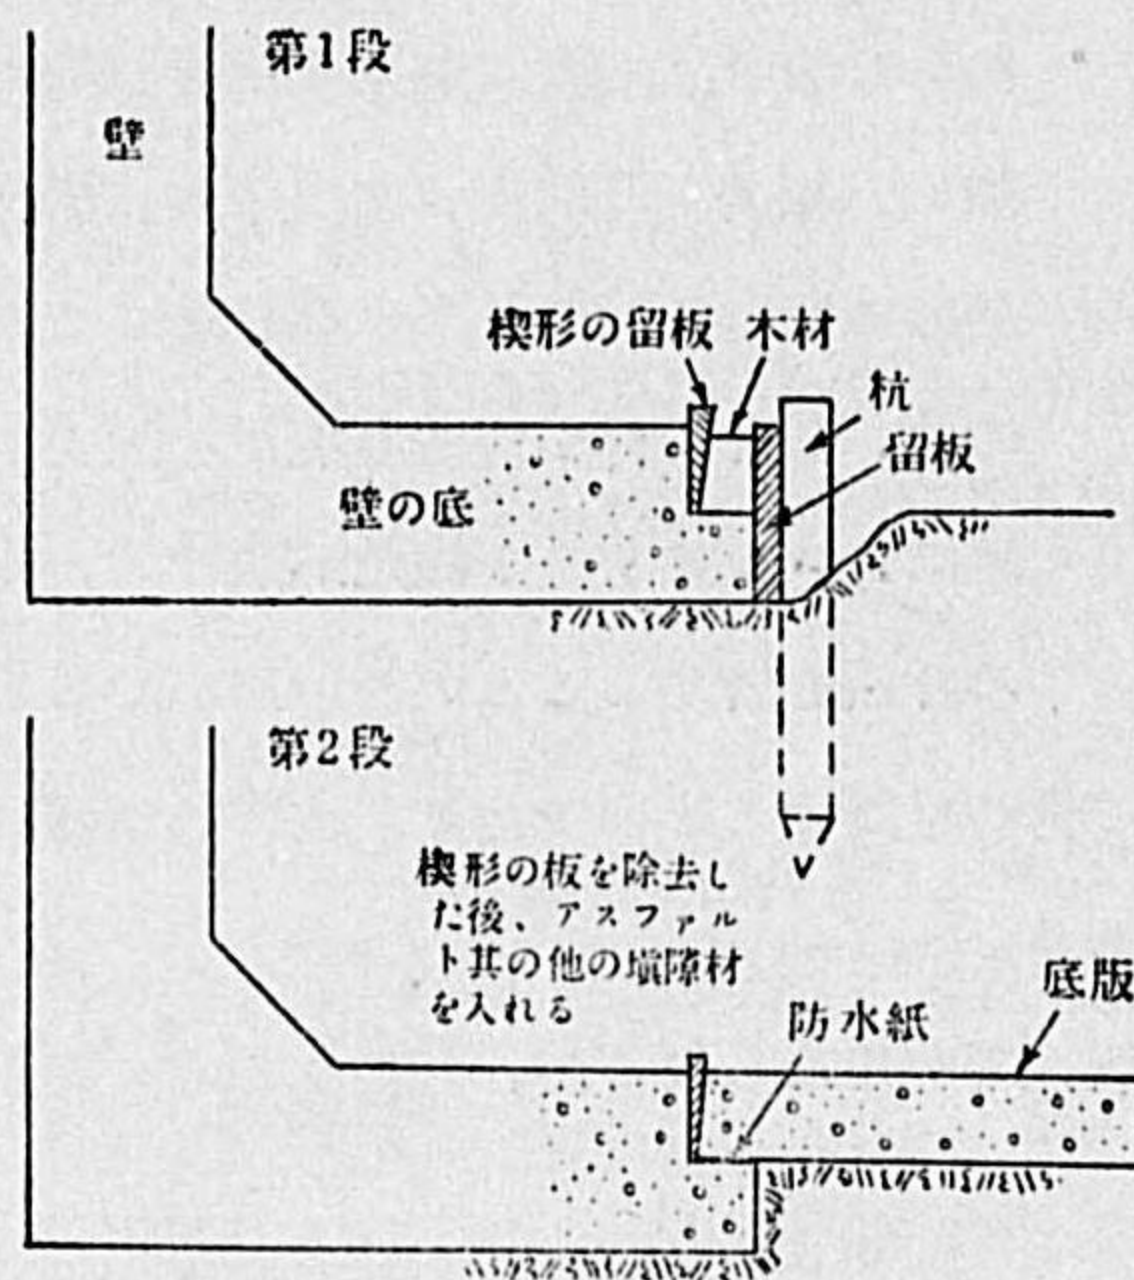 第1段
壁
楔形の留板 木材
杭
留板
壁の底
第2段
楔形の板を除去し
た後、アスファル
ト其の他の塡隙材
を入れる
底版
防水紙